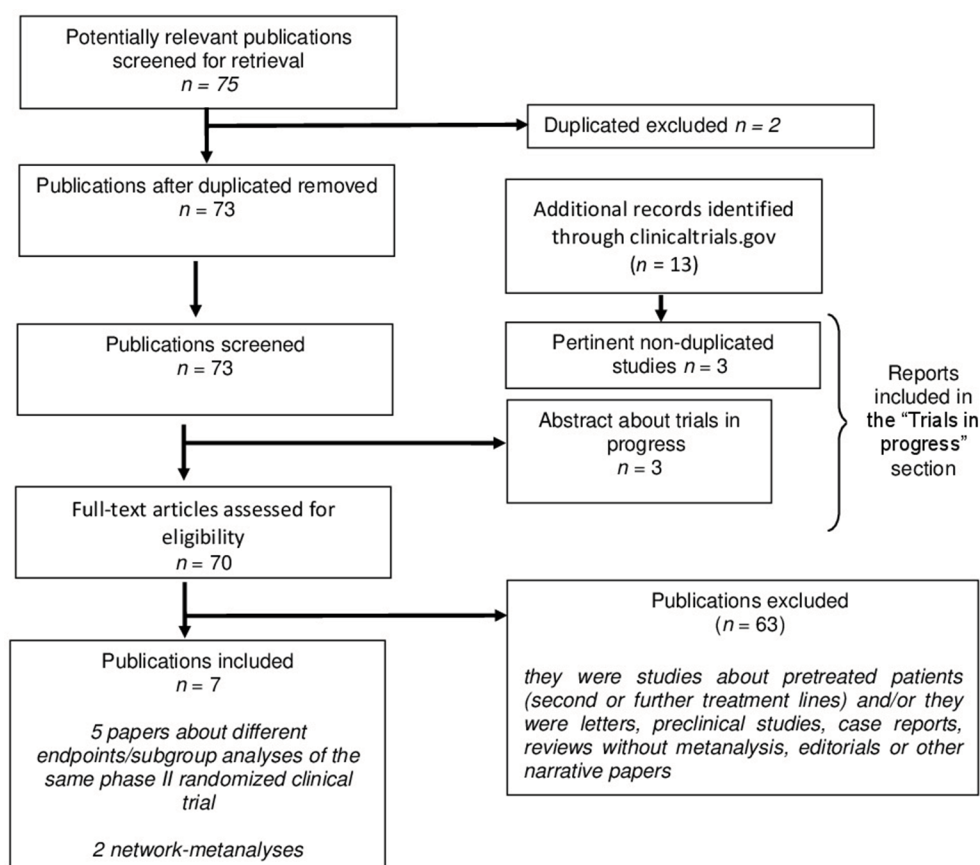 Potentially relevant publications
screened for retrieval
n = 75
Duplicated excluded n = 2
Publications after duplicated removed
n = 73
Additional records identified
through clinicaltrials.gov
(n = 13)
Publications screened
n = 73
Pertinent non-duplicated
studies n = 3
Abstract about trials in
progress
n = 3
Reports
included in
the “Trials in
progress”
section
Full-text articles assessed for
eligibility
n = 70
Publications excluded
(n = 63)
they were studies about pretreated patients
(second or further treatment lines) and/or they
were letters, preclinical studies, case reports,
reviews without metanalysis, editorials or other
narrative papers
Publications included
n = 7
5 papers about different
endpoints/subgroup analyses of the
same phase II randomized clinical
trial
2 network-metanalyses